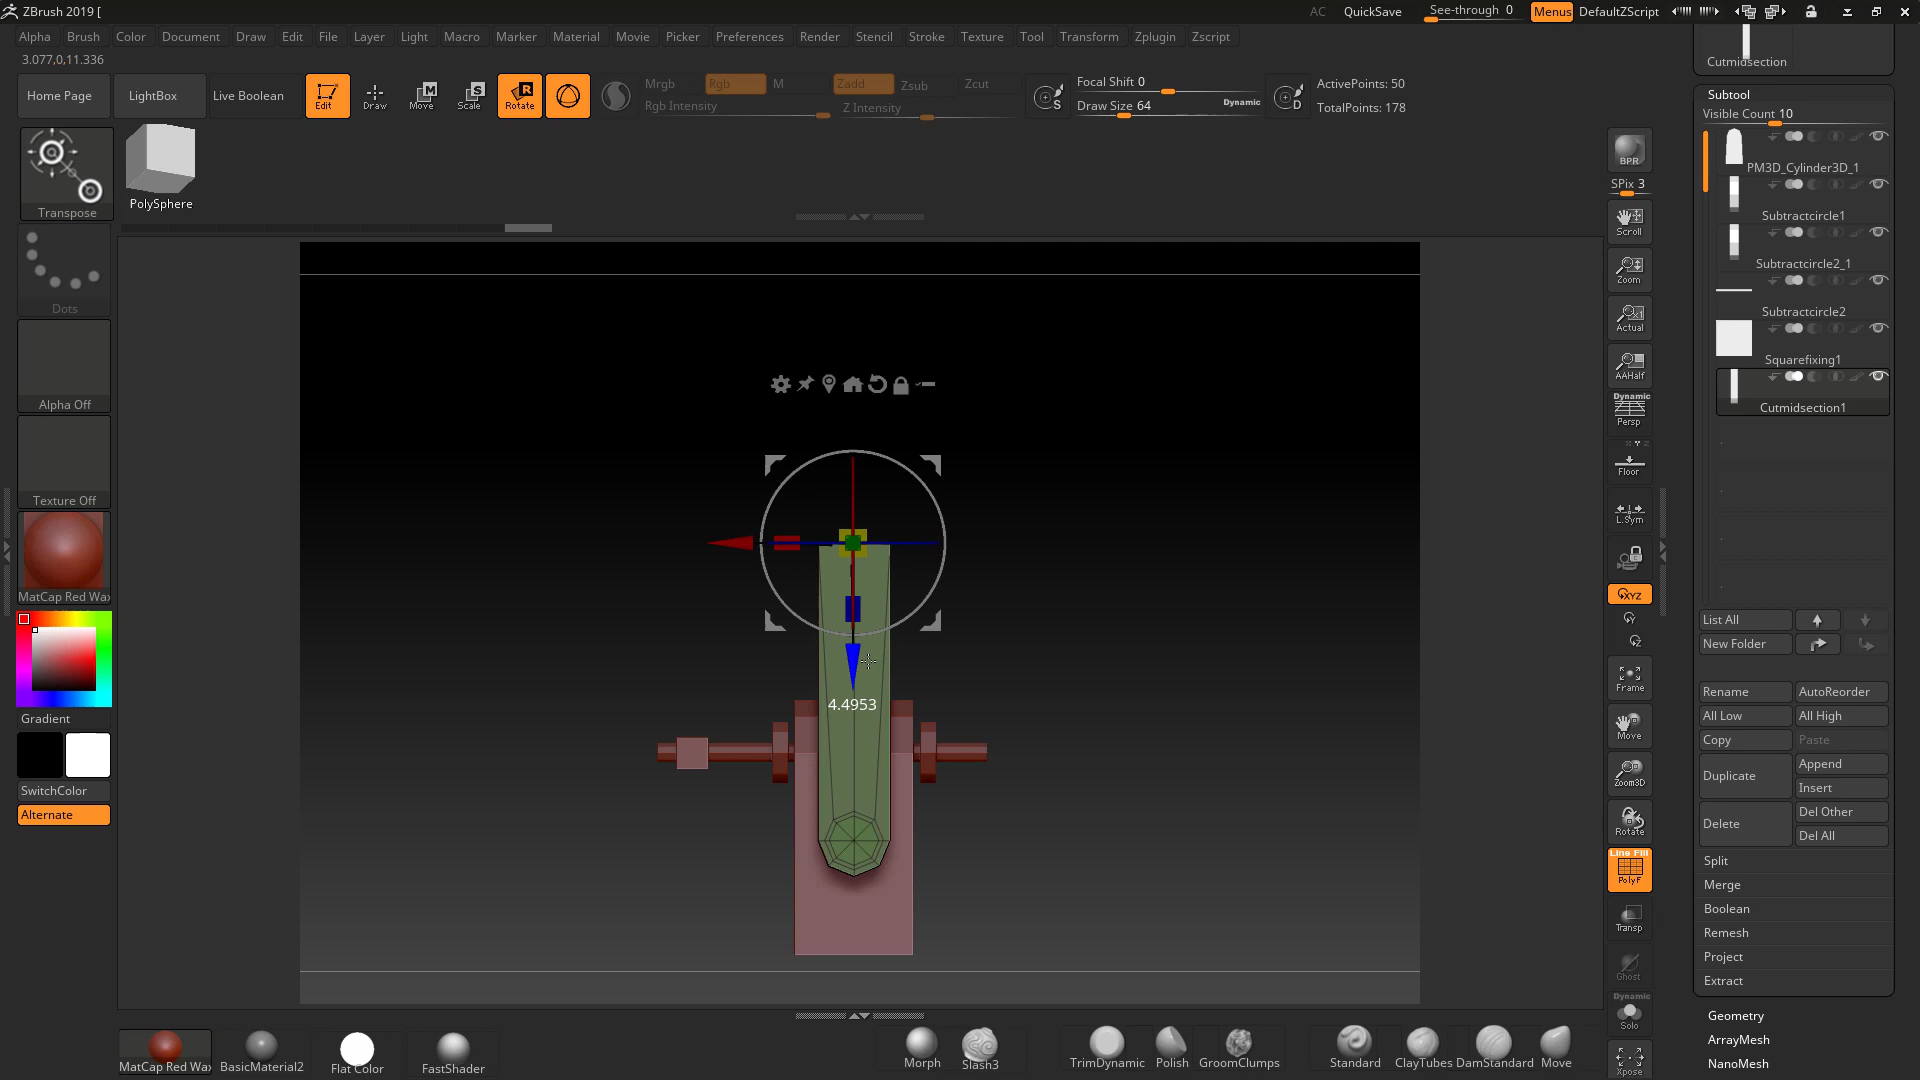 ZBrush 2019 [
AC QuickSave See-through 0 Menus DefaultZScript
Alpha Brush Color Document Draw Edit File Layer Light Macro Marker Material Movie Picker Preferences Render Stencil Stroke Texture Tool Transform Zplugin Zscript
3.077,0,11.336
Home Page LightBox Live Boolean Edit Draw Move Scale Rotate
Mrgb Rgb M Zadd Zsub Zcut
Rgb Intensity Z Intensity
Focal Shift 0
Draw Size 64 Dynamic
ActivePoints: 50
TotalPoints: 178
Transpose
PolySphere
Dots
Alpha Off
Texture Off
MatCap Red Wax
Gradient
SwitchColor
Alternate
4.4953
BPR
SPix 3
Scroll
Zoom
Actual
AAHalf
Dynamic
Persp
Floor
L.Sym
XYZ
Frame
Move
Zoom3D
Rotate
Line Fill
PolyF
Transp
Ghost
Dynamic
Solo
Xpose
Cutmidsection
Subtool
Visible Count 10
PM3D_Cylinder3D_1
Subtractcircle1
Subtractcircle2_1
Subtractcircle2
Squarefixing1
Cutmidsection1
List All
New Folder
Rename AutoReorder
All Low All High
Copy Paste
Duplicate Append
Insert
Delete Del Other
Del All
Split
Merge
Boolean
Remesh
Project
Extract
Geometry
ArrayMesh
NanoMesh
MatCap Red Wax BasicMaterial2 Flat Color FastShader Morph Slash3 TrimDynamic Polish GroomClumps Standard ClayTubes DamStandard Move